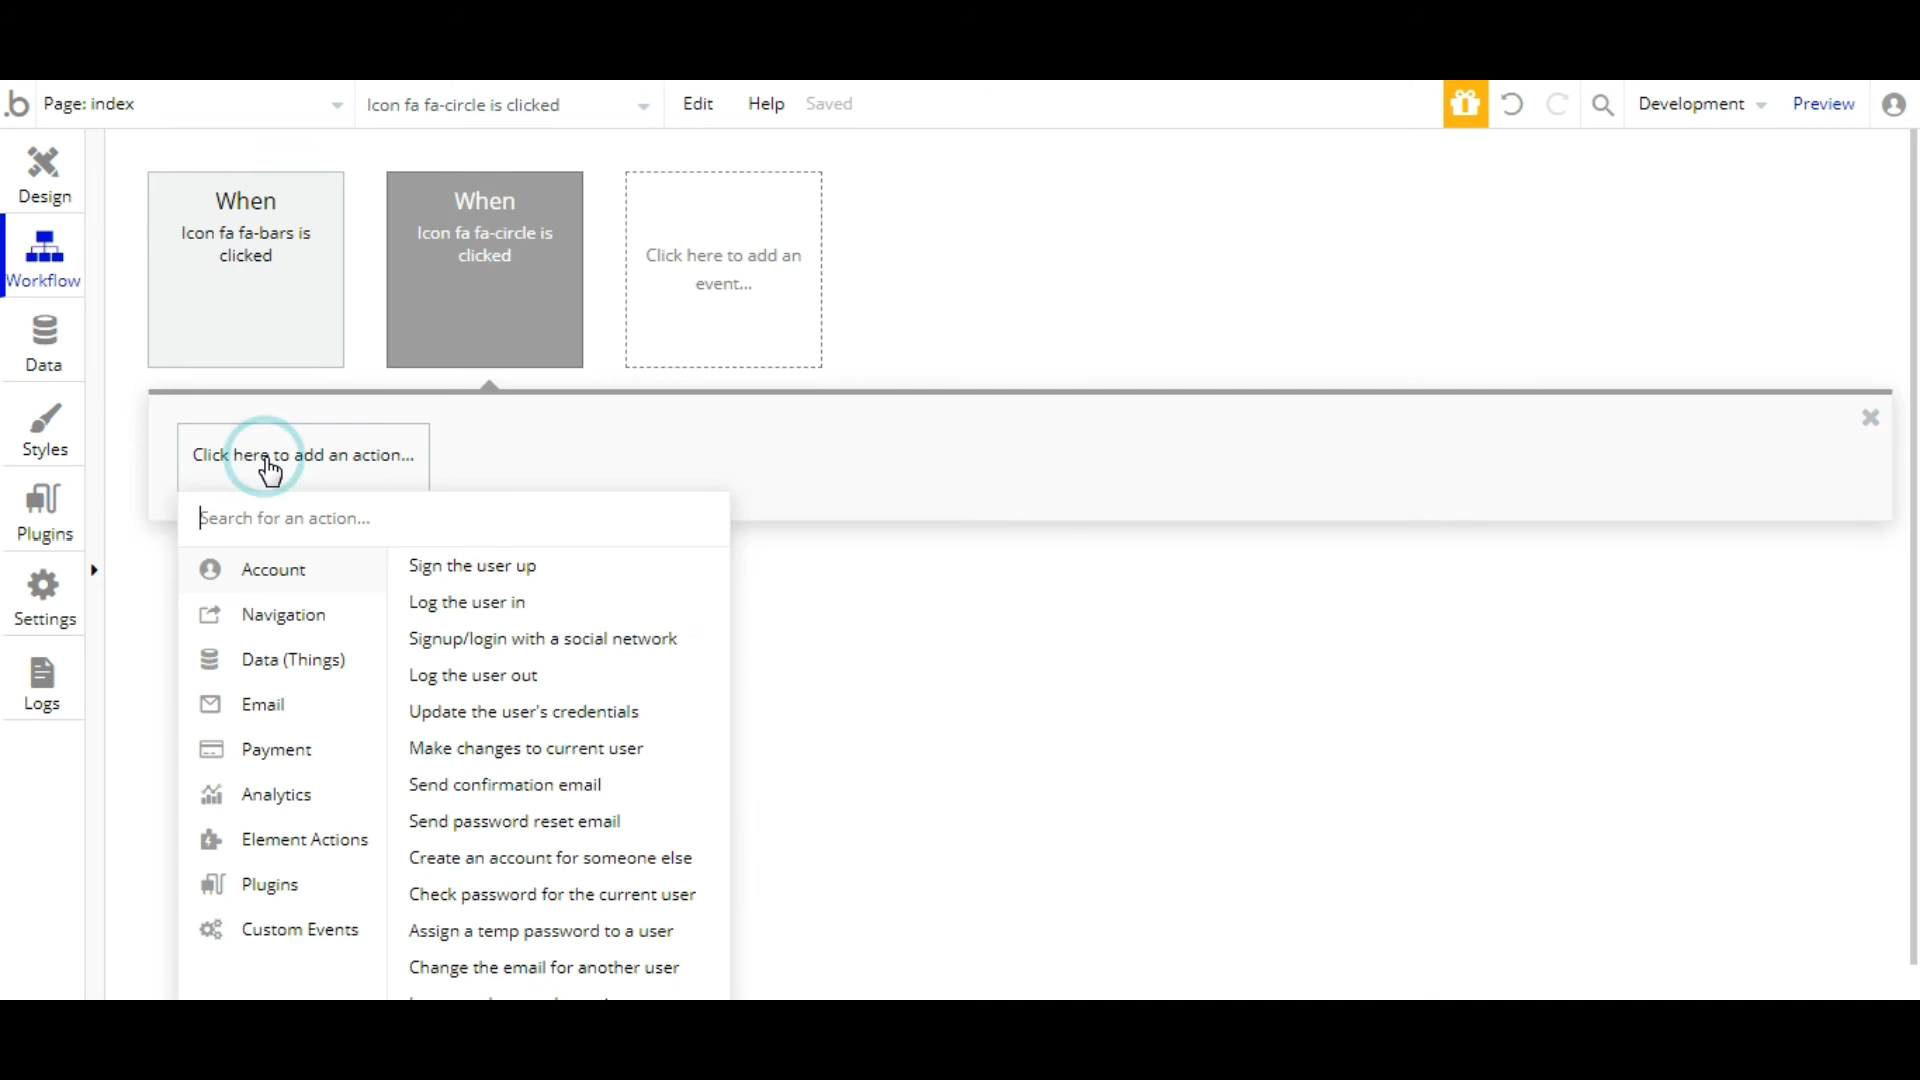 .b Page: index Icon fa fa-circle is clicked Edit Help Saved Development Preview
Design
Workflow
Data
Styles
Plugins
Settings
Logs
When
Icon fa fa-bars is
clicked
When
Icon fa fa-circle is
clicked
Click here to add an
event...
Click here to add an action...
Search for an action...
Account
Navigation
Data (Things)
Email
Payment
Analytics
Element Actions
Plugins
Custom Events
Sign the user up
Log the user in
Signup/login with a social network
Log the user out
Update the user's credentials
Make changes to current user
Send confirmation email
Send password reset email
Create an account for someone else
Check password for the current user
Assign a temp password to a user
Change the email for another user